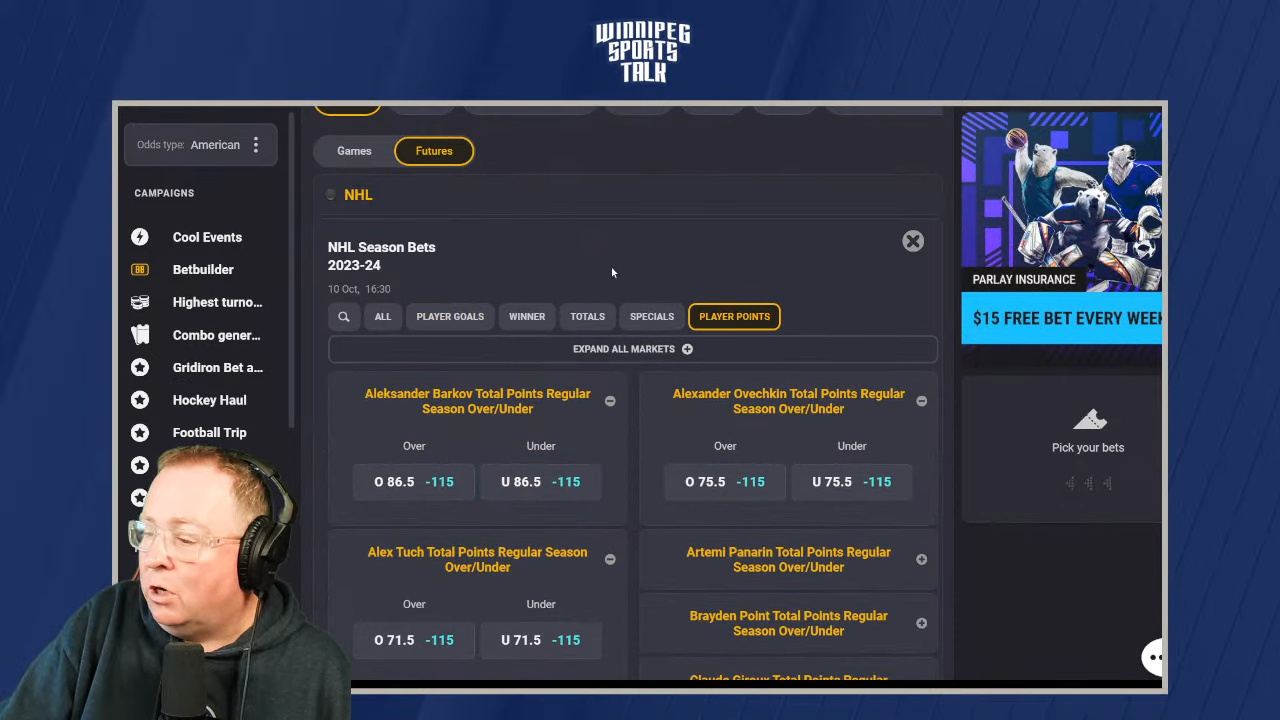 WINNIPEG
SPORTS
TALK
Odds type: American
CAMPAIGNS
Cool Events
Betbuilder
Highest turno...
Combo gener...
Gridiron Bet a...
Hockey Haul
Football Trip
Games
Futures
NHL
NHL Season Bets
2023-24
10 Oct, 16:30
ALL
PLAYER GOALS
WINNER
TOTALS
SPECIALS
PLAYER POINTS
EXPAND ALL MARKETS
Aleksander Barkov Total Points Regular
Season Over/Under
Over
Under
O 86.5 -115
U 86.5 -115
Alexander Ovechkin Total Points Regular
Season Over/Under
Over
Under
O 75.5 -115
U 75.5 -115
Alex Tuch Total Points Regular Season
Over/Under
Over
Under
O 71.5 -115
U 71.5 -115
Artemi Panarin Total Points Regular
Season Over/Under
Brayden Point Total Points Regular
Season Over/Under
Claude Giroux Total Points Regular
PARLAY INSURANCE
$15 FREE BET EVERY WEEK
Pick your bets